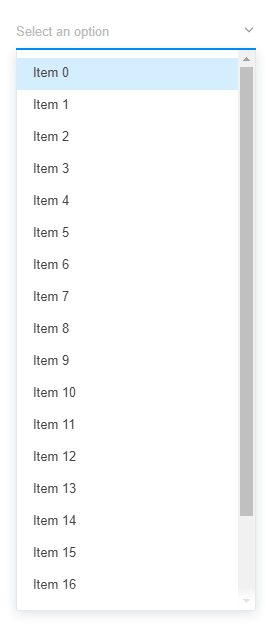 Select an option
Item 0
Item 1
Item 2
Item 3
Item 4
Item 5
Item 6
Item 7
Item 8
Item 9
Item 10
Item 11
Item 12
Item 13
Item 14
Item 15
Item 16